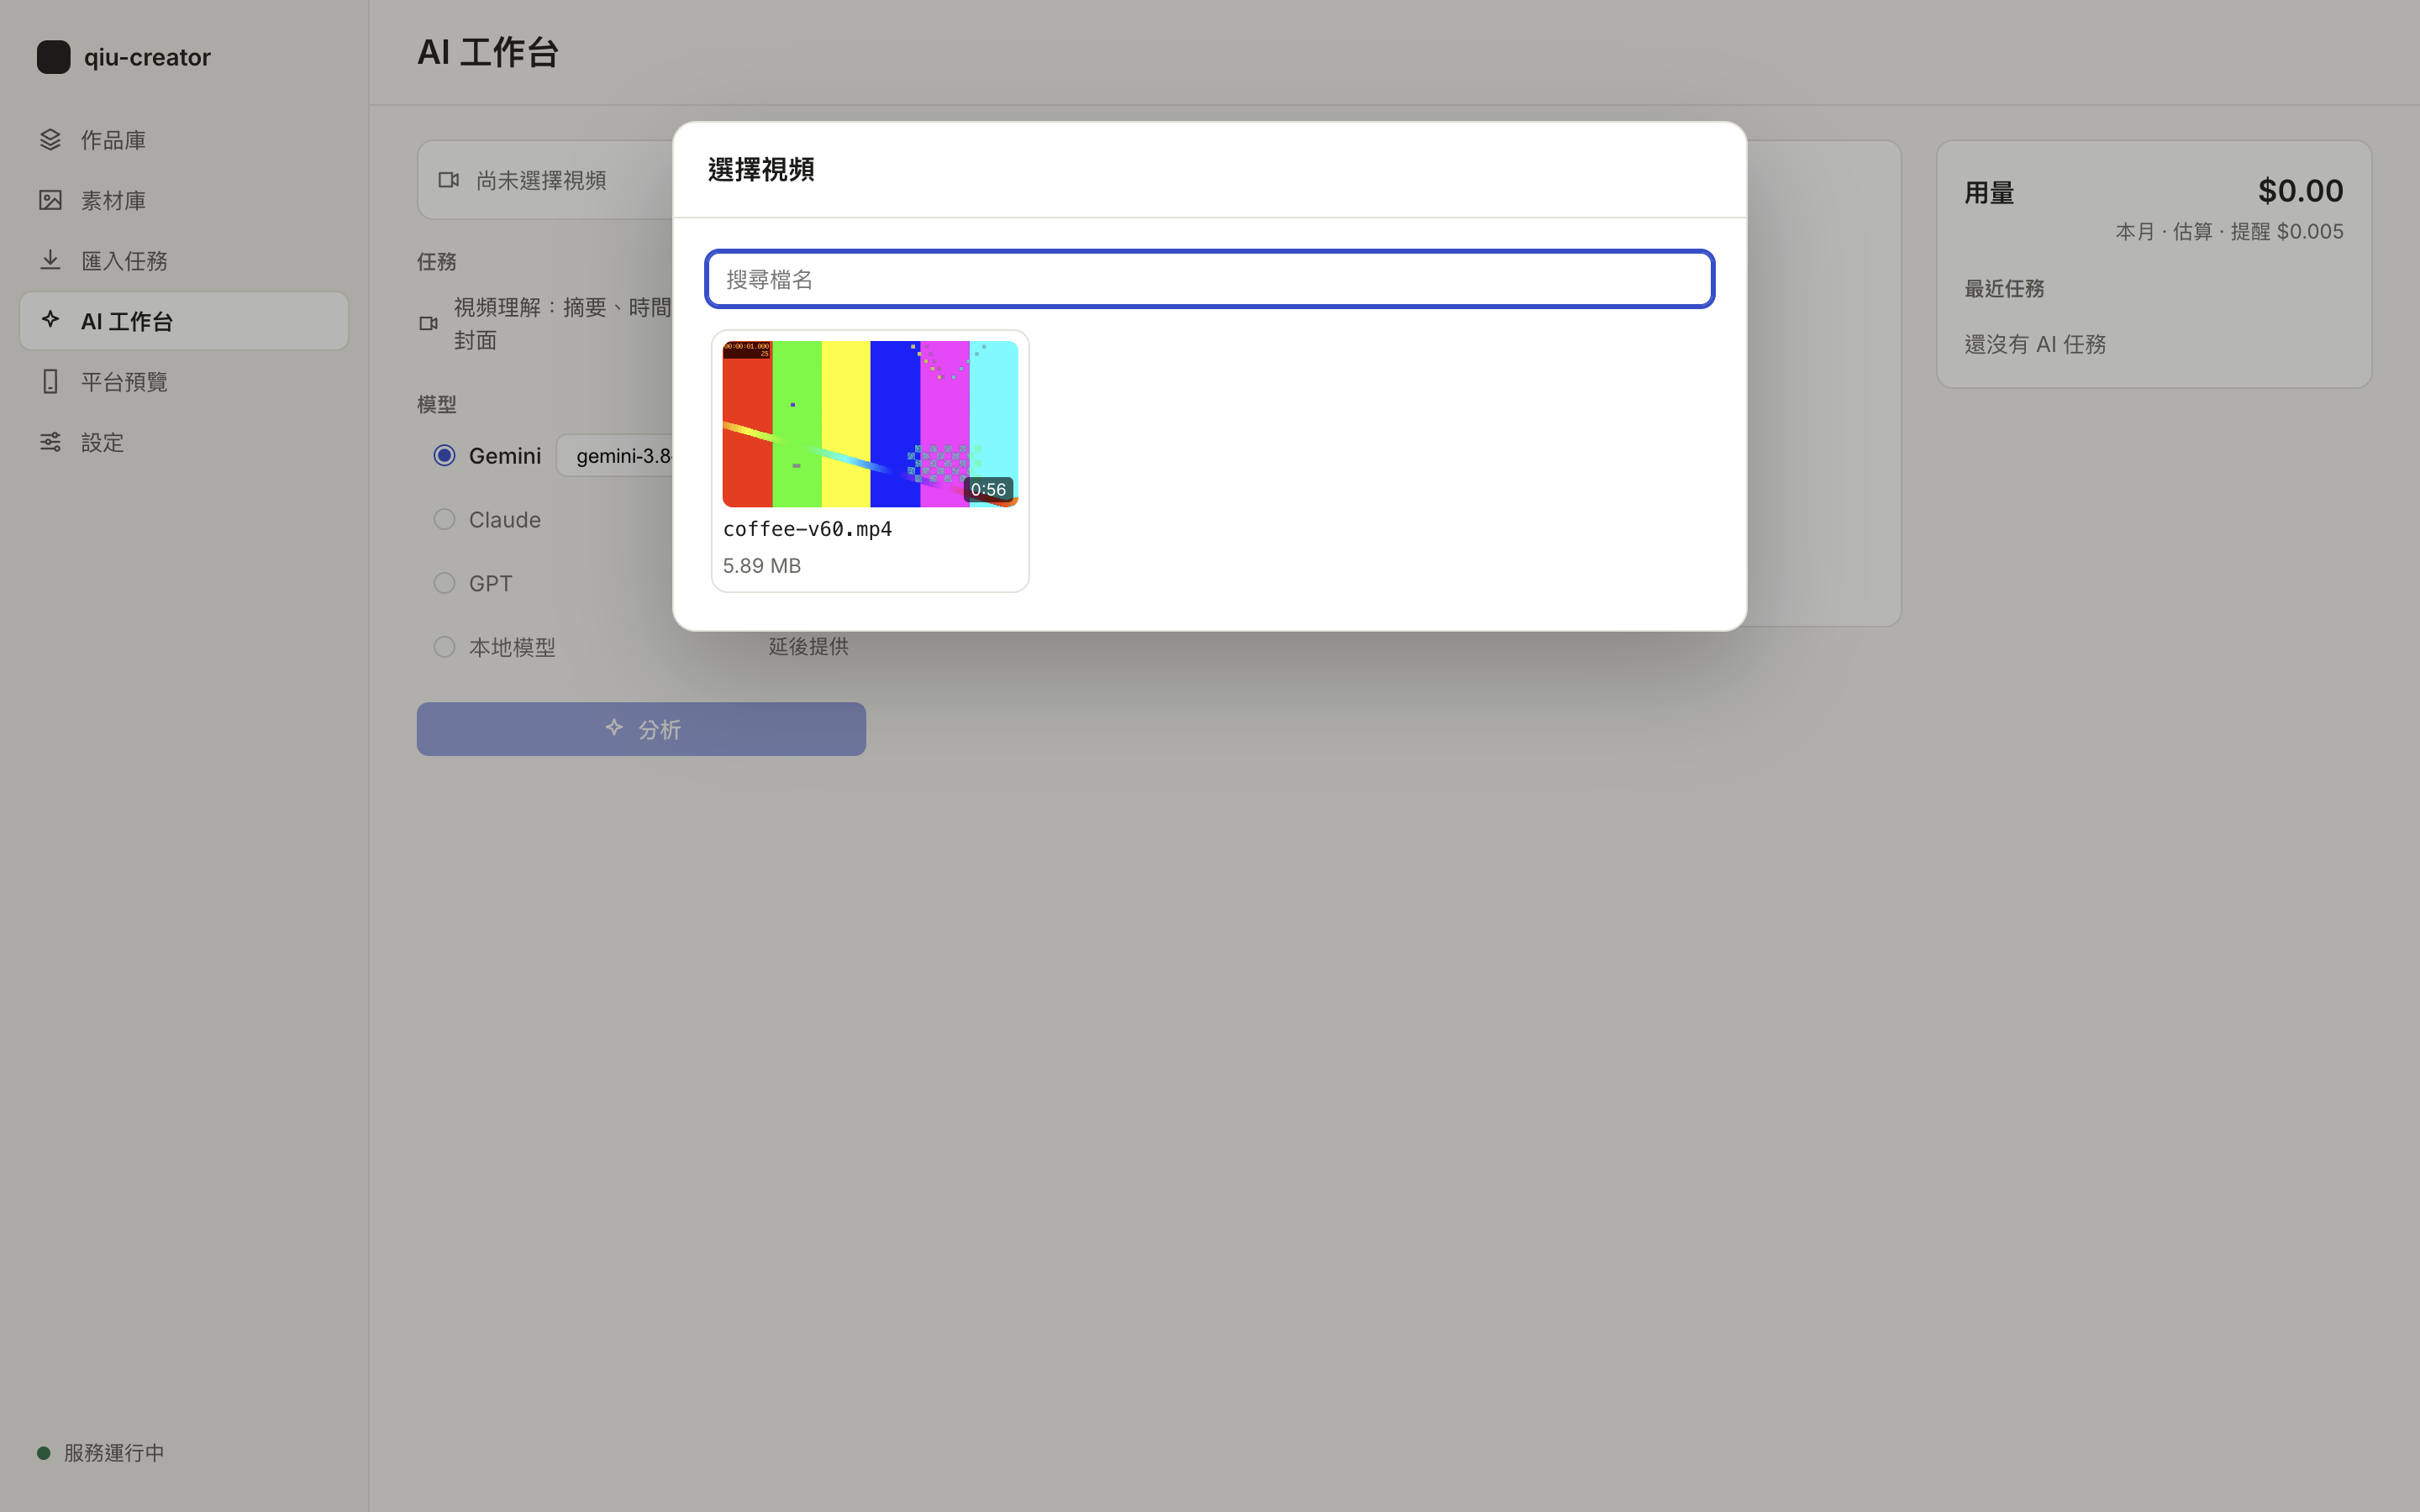 qiu-creator
作品庫
素材庫
匯入任務
AI 工作台
平台預覽
設定
服務運行中
AI 工作台
尚未選擇視頻
任務
視頻理解：摘要、時間
封面
模型
Gemini
gemini-3.8-
Claude
GPT
本地模型
延後提供
分析
選擇視頻
搜尋檔名
00:00:01.000
25
0:56
coffee-v60.mp4
5.89 MB
用量
$0.00
本月 · 估算 · 提醒 $0.005
最近任務
還沒有 AI 任務